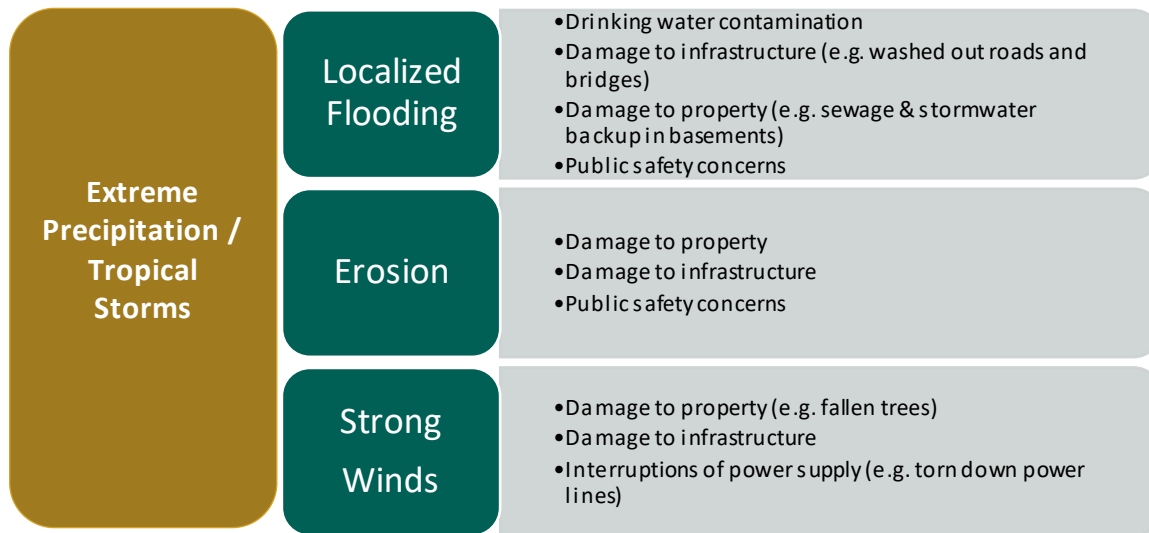 Extreme
Precipitation /
Tropical
Storms
Localized
Flooding
•Drinking water contamination
•Damage to infrastructure (e.g. washed out roads and
bridges)
•Damage to property (e.g. sewage & stormwater
backup in basements)
•Public safety concerns
Erosion
•Damage to property
•Damage to infrastructure
•Public safety concerns
Strong
Winds
•Damage to property (e.g. fallen trees)
•Damage to infrastructure
•Interruptions of power supply (e.g. torn down power
lines)